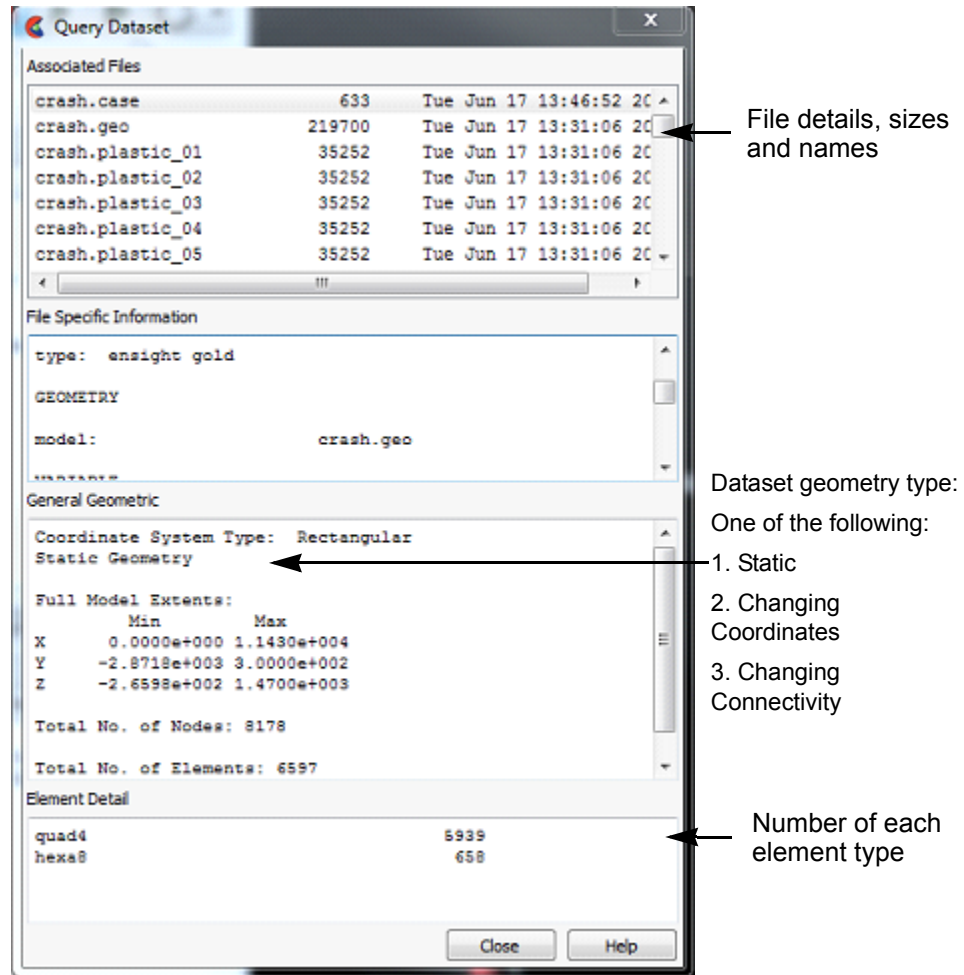 Query Dataset
Associated Files
crash.case 633 Tue Jun 17 13:46:52 20
crash.geo 219700 Tue Jun 17 13:31:06 20
crash.plastic_01 35252 Tue Jun 17 13:31:06 20
crash.plastic_02 35252 Tue Jun 17 13:31:06 20
crash.plastic_03 35252 Tue Jun 17 13:31:06 20
crash.plastic_04 35252 Tue Jun 17 13:31:06 20
crash.plastic_05 35252 Tue Jun 17 13:31:06 20
File details, sizes
and names
File Specific Information
type: ensight gold
GEOMETRY
model: crash.geo
VARIABLE
General Geometric
Coordinate System Type: Rectangular
Static Geometry
Full Model Extents:
Min Max
X 0.0000e+000 1.1430e+004
Y -2.8718e+003 3.0000e+002
Z -2.6598e+002 1.4700e+003
Total No. of Nodes: 8178
Total No. of Elements: 6597
Dataset geometry type:
One of the following:
1. Static
2. Changing
Coordinates
3. Changing
Connectivity
Element Detail
quad4 5939
hexa8 658
Number of each
element type
Close Help